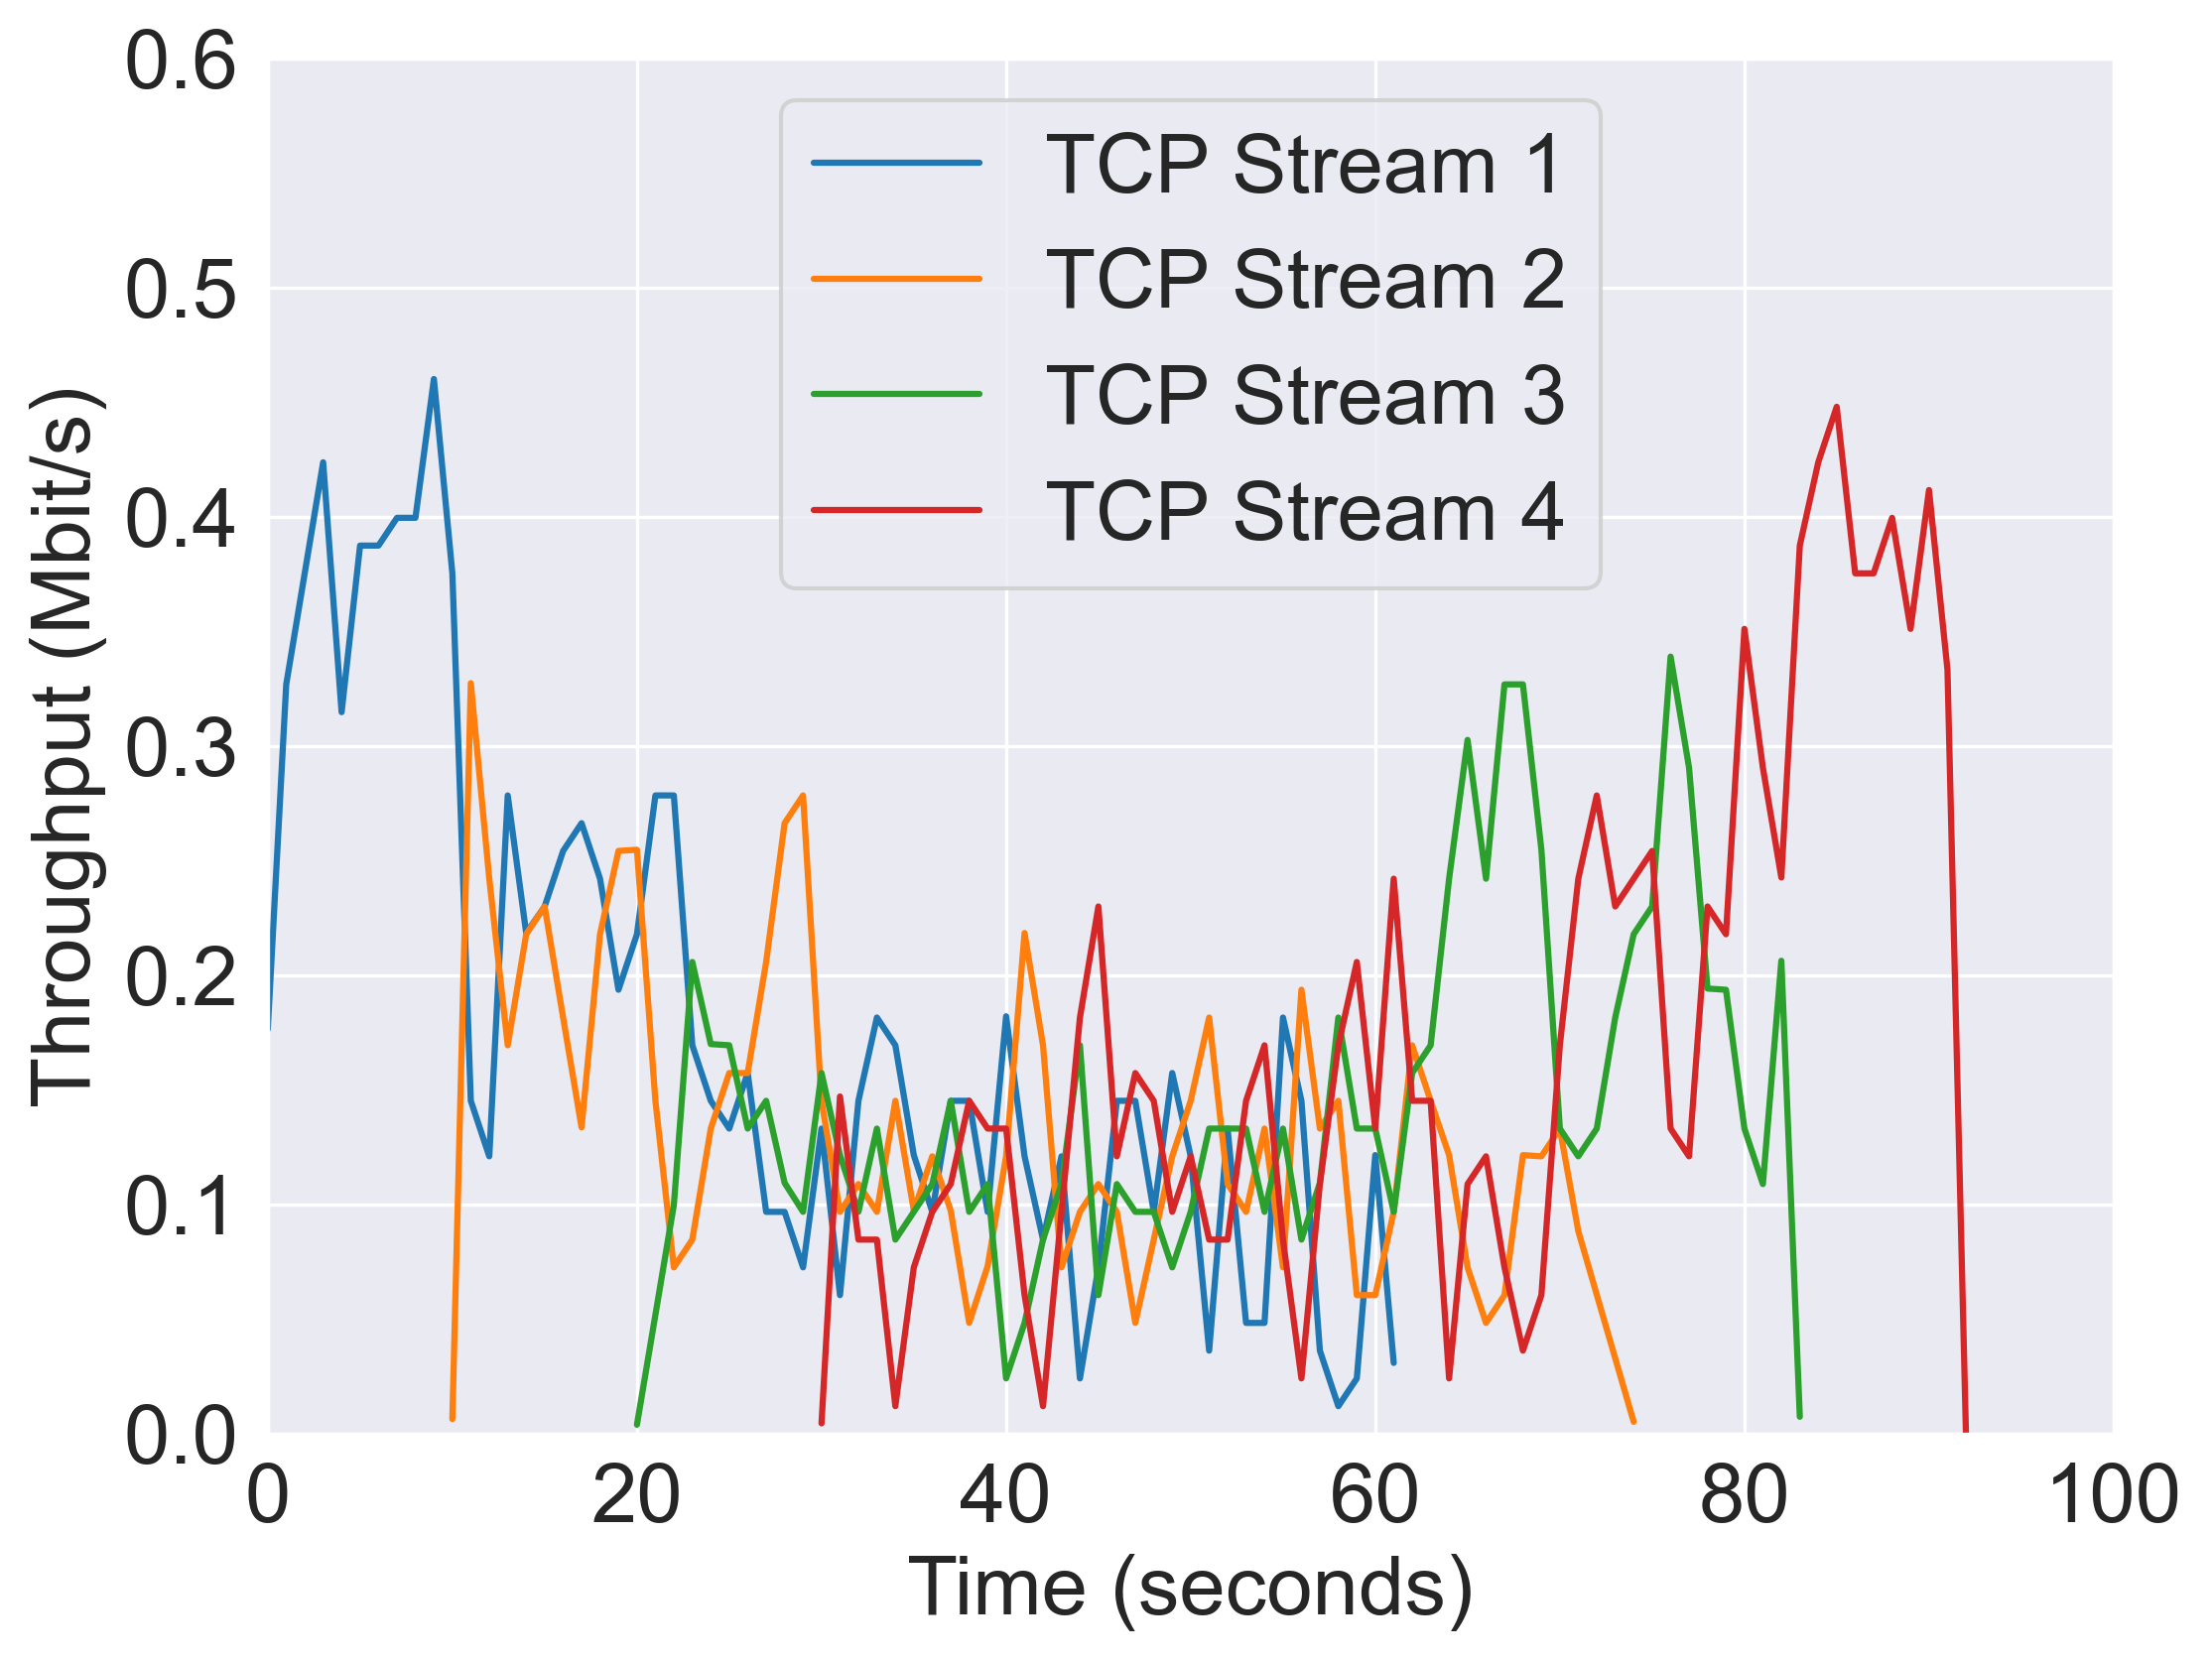 0.6
0.5
0.4
0.3
0.2
0.1
0.0
Throughput (Mbit/s)
TCP Stream 1
TCP Stream 2
TCP Stream 3
TCP Stream 4
0 20 40 60 80 100
Time (seconds)